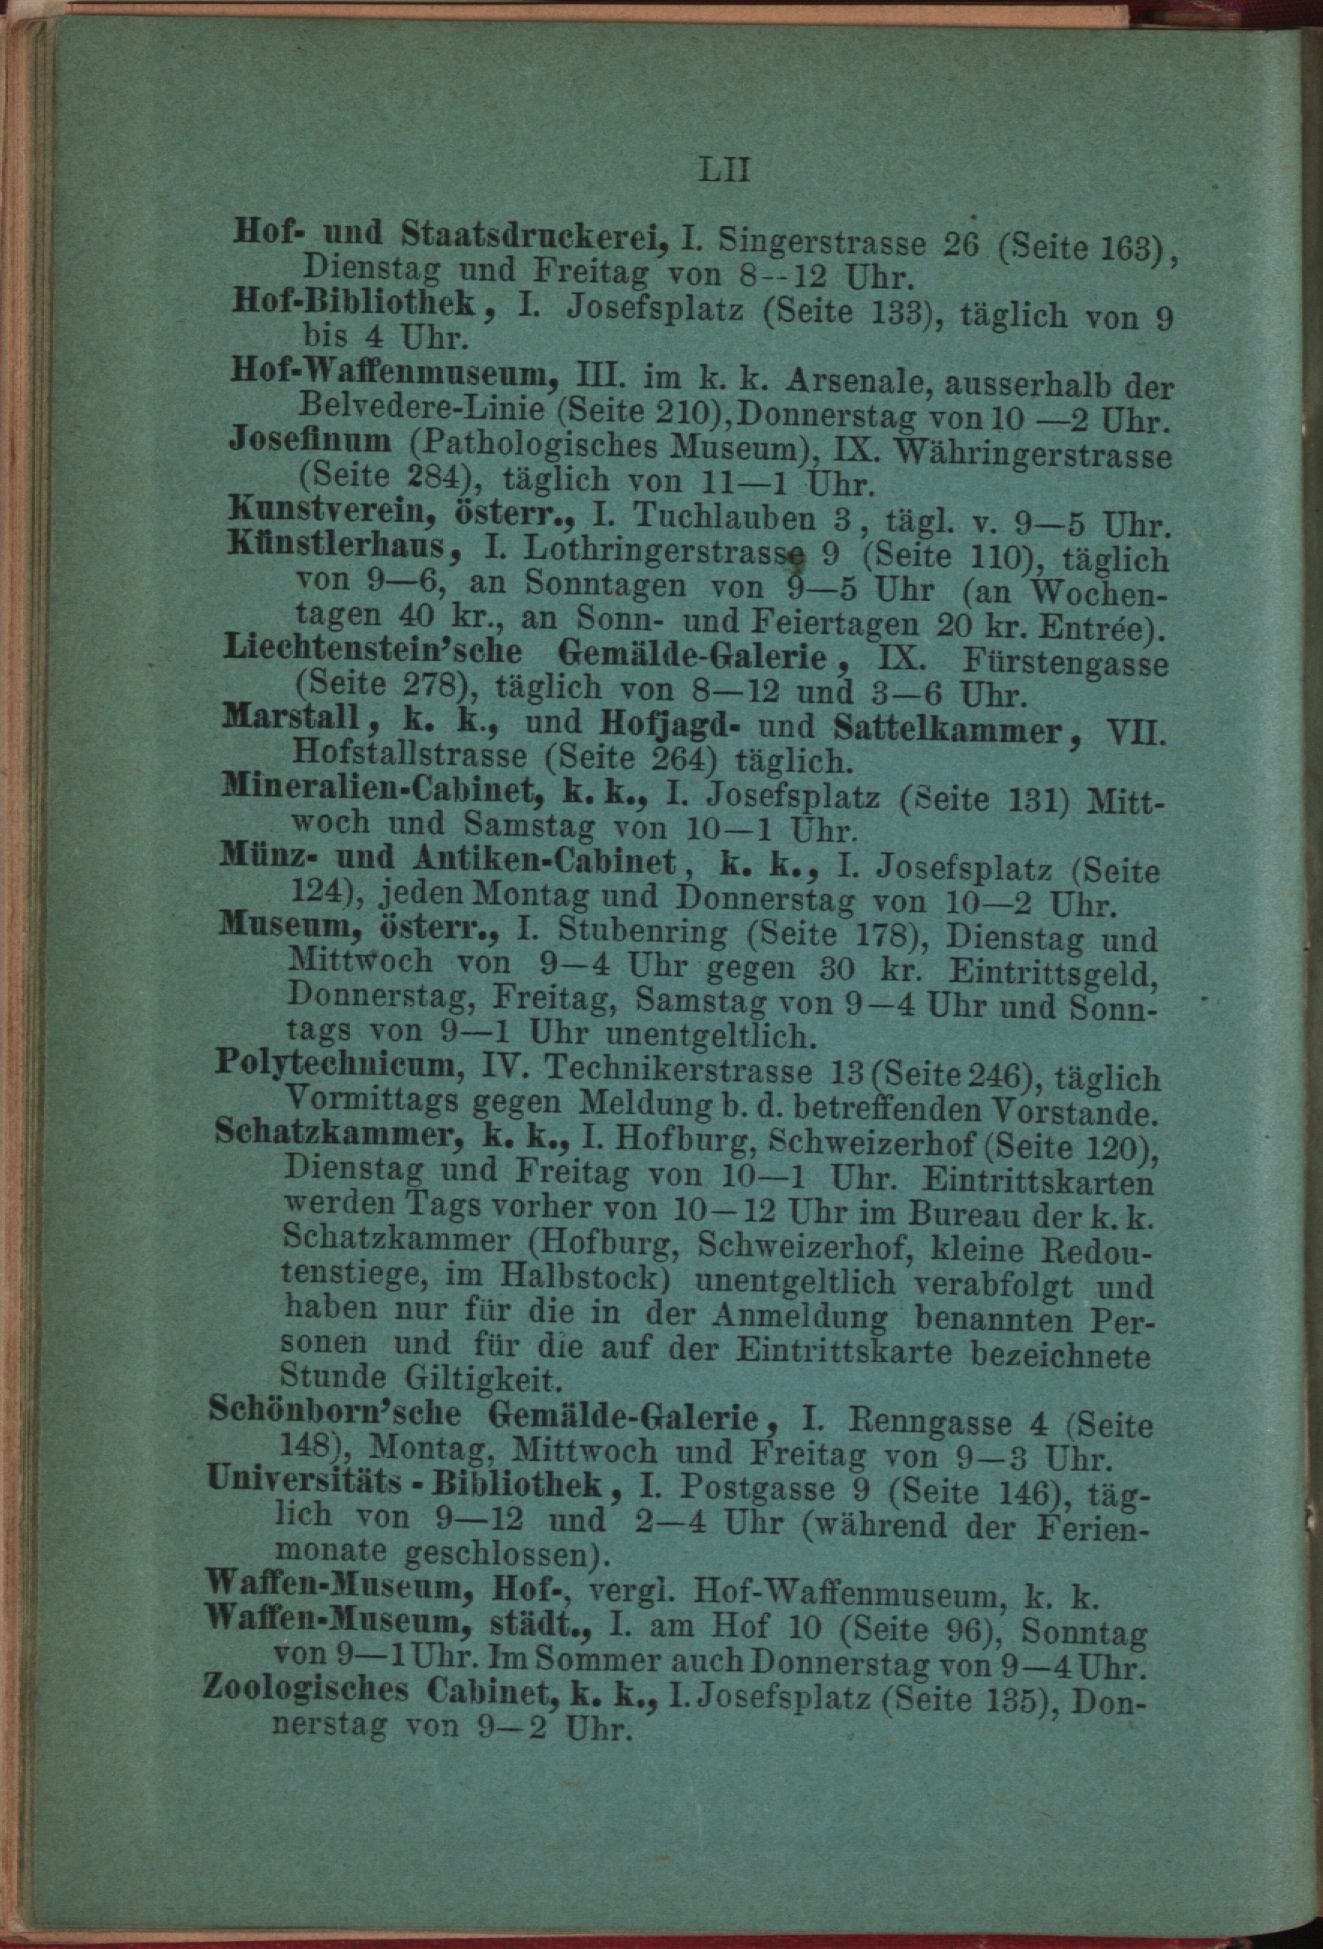 LII
Hof- und Staatsdruckerei, I. Singerstrasse 26 (Seite 163),
Dienstag und Freitag von 8--12 Uhr.
Hof-Bibliothek, I. Josefsplatz (Seite 133), täglich von 9
bis 4 Uhr.
Hof-Waffenmuseum, III. im k. k. Arsenale, ausserhalb der
Belvedere-Linie (Seite 210), Donnerstag von 10—2 Uhr.
Josefinum (Pathologisches Museum), IX. Währingerstrasse
(Seite 284), täglich von 11—1 Uhr.
Kunstverein, österr., I. Tuchlauben 3, tägl. v. 9—5 Uhr.
Künstlerhaus, I. Lothringerstrasse 9 (Seite 110), täglich
von 9—6, an Sonntagen von 9—5 Uhr (an Wochen-
tagen 40 kr., an Sonn- und Feiertagen 20 kr. Entrée).
Liechtenstein'sche Gemälde-Galerie, IX. Fürstengasse
(Seite 278), täglich von 8—12 und 3—6 Uhr.
Marstall, k. k., und Hofjagd- und Sattelkammer, VII.
Hofstallstrasse (Seite 264) täglich.
Mineralien-Cabinet, k. k., I. Josefsplatz (Seite 131) Mitt-
woch und Samstag von 10—1 Uhr.
Münz- und Antiken-Cabinet, k. k., I. Josefsplatz (Seite
124), jeden Montag und Donnerstag von 10—2 Uhr.
Museum, österr., I. Stubenring (Seite 178), Dienstag und
Mittwoch von 9—4 Uhr gegen 30 kr. Eintrittsgeld,
Donnerstag, Freitag, Samstag von 9—4 Uhr und Sonn-
tags von 9—1 Uhr unentgeltlich.
Polytechnicum, IV. Technikerstrasse 13 (Seite 246), täglich
Vormittags gegen Meldung b. d. betreffenden Vorstande.
Schatzkammer, k. k., I. Hofburg, Schweizerhof (Seite 120),
Dienstag und Freitag von 10—1 Uhr. Eintrittskarten
werden Tags vorher von 10—12 Uhr im Bureau der k. k.
Schatzkammer (Hofburg, Schweizerhof, kleine Redou-
tenstiege, im Halbstock) unentgeltlich verabfolgt und
haben nur für die in der Anmeldung benannten Per-
sonen und für die auf der Eintrittskarte bezeichnete
Stunde Giltigkeit.
Schönborn'sche Gemälde-Galerie, I. Renngasse 4 (Seite
148), Montag, Mittwoch und Freitag von 9—3 Uhr.
Universitäts-Bibliothek, I. Postgasse 9 (Seite 146), täg-
lich von 9—12 und 2—4 Uhr (während der Ferien-
monate geschlossen).
Waffen-Museum, Hof-, vergl. Hof-Waffenmuseum, k. k.
Waffen-Museum, städt., I. am Hof 10 (Seite 96), Sonntag
von 9—1 Uhr. Im Sommer auch Donnerstag von 9—4 Uhr.
Zoologisches Cabinet, k. k., I. Josefsplatz (Seite 135), Don-
nerstag von 9—2 Uhr.